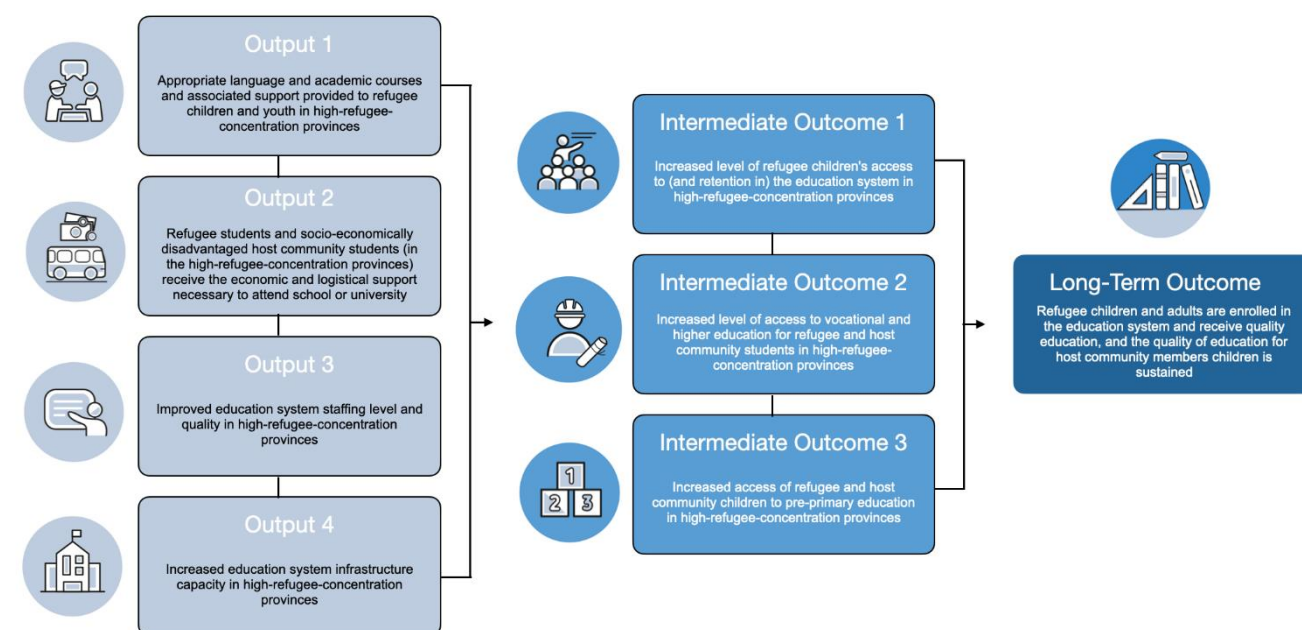 Output 1
Appropriate language and academic courses
and associated support provided to refugee
children and youth in high-refugee-
concentration provinces
Output 2
Refugee students and socio-economically
disadvantaged host community students (in
the high-refugee-concentration provinces)
receive the economic and logistical support
necessary to attend school or university
Output 3
Improved education system staffing level and
quality in high-refugee-concentration
provinces
Output 4
Increased education system infrastructure
capacity in high-refugee-concentration
provinces
Intermediate Outcome 1
Increased level of refugee children's access
to (and retention in) the education system in
high-refugee-concentration provinces
Intermediate Outcome 2
Increased level of access to vocational and
higher education for refugee and host
community students in high-refugee-
concentration provinces
1
2 3
Intermediate Outcome 3
Increased access of refugee and host
community children to pre-primary education
in high-refugee-concentration provinces
Long-Term Outcome
Refugee children and adults are enrolled in
the education system and receive quality
education, and the quality of education for
host community members children is
sustained